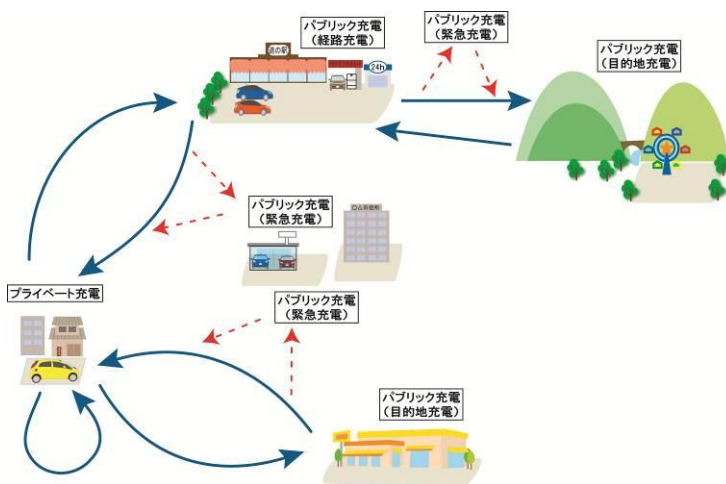 パブリック充電
（経路充電）
パブリック充電
（緊急充電）
パブリック充電
（目的地充電）
道の駅
24h
パブリック充電
（緊急充電）
プライベート充電
パブリック充電
（緊急充電）
パブリック充電
（目的地充電）